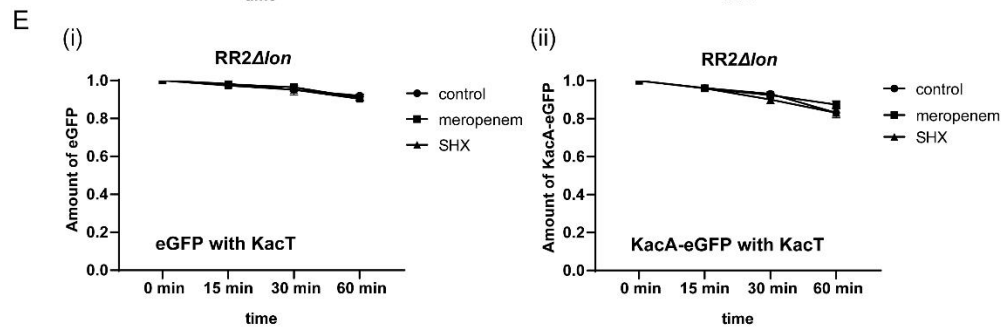 E
(i)
RR2Δlon
Amount of eGFP
1.0
0.8
0.6
0.4
0.2
0.0
eGFP with KacT
0 min 15 min 30 min 60 min
time
control
meropenem
SHX
(ii)
RR2Δlon
Amount of KacA-eGFP
1.0
0.8
0.6
0.4
0.2
0.0
KacA-eGFP with KacT
0 min 15 min 30 min 60 min
time
control
meropenem
SHX